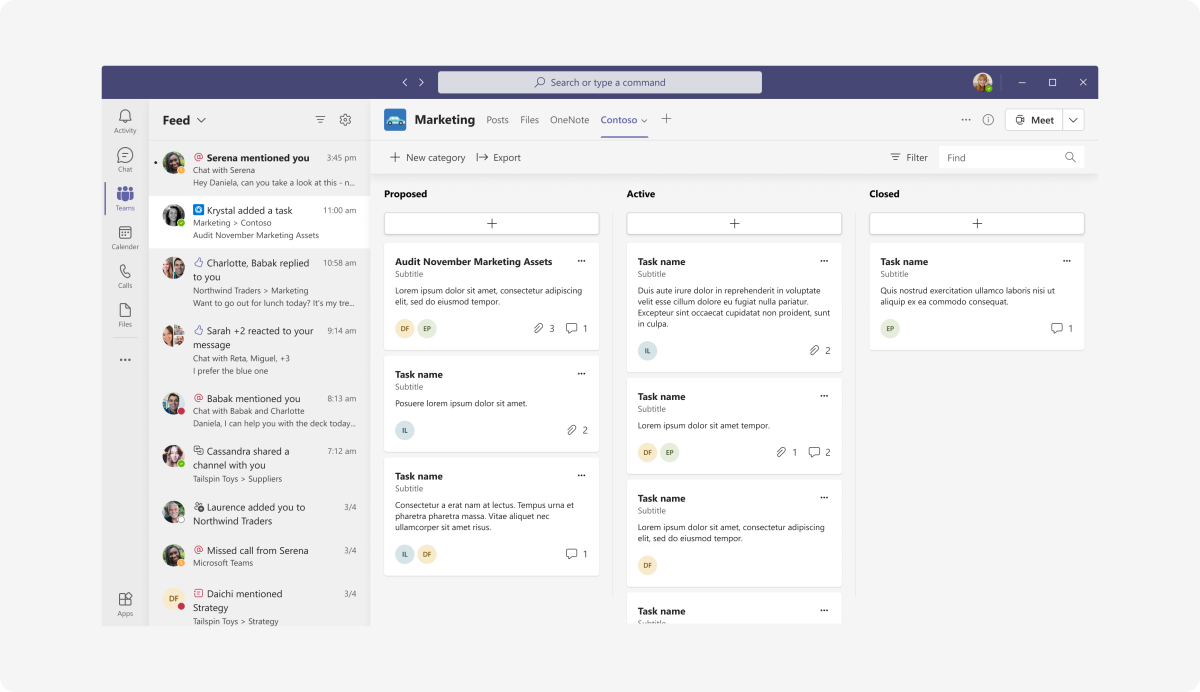 Search or type a command
Activity
Chat
Teams
Calender
Calls
Files
Apps
Feed
Serena mentioned you 3:45 pm
Chat with Serena
Hey Daniela, can you take a look at this - n...
Krystal added a task 11:00 am
Marketing > Contoso
Audit November Marketing Assets
Charlotte, Babak replied 10:58 am
to you
Northwind Traders > Marketing
Want to go out for lunch today? It's my tre...
Sarah +2 reacted to your 9:14 am
message
Chat with Reta, Miguel, +3
I prefer the blue one
Babak mentioned you 8:13 am
Chat with Babak and Charlotte
Daniela, I can help you with the deck today...
Cassandra shared a 7:12 am
channel with you
Tailspin Toys > Suppliers
Laurence added you to 3/4
Northwind Traders
Missed call from Serena 3/4
Microsoft Teams
DF
Daichi mentioned 3/4
Strategy
Tailspin Toys > Strategy
Marketing Posts Files OneNote Contoso
Meet
New category Export
Filter Find
Proposed
Audit November Marketing Assets
Subtitle
Lorem ipsum dolor sit amet, consectetur adipiscing
elit, sed do eiusmod tempor.
DF EP 3 1
Task name
Subtitle
Posuere lorem ipsum dolor sit amet.
IL 2
Task name
Subtitle
Consectetur a erat nam at lectus. Tempus urna et
pharetra pharetra massa. Vitae aliquet nec
ullamcorper sit amet risus.
IL DF 1
Active
Task name
Subtitle
Duis aute irure dolor in reprehenderit in voluptate
velit esse cillum dolore eu fugiat nulla pariatur.
Excepteur sint occaecat cupidatat non proident, sunt
in culpa.
IL 2
Task name
Subtitle
Lorem ipsum dolor sit amet tempor.
DF EP 1 2
Task name
Subtitle
Lorem ipsum dolor sit amet, consectetur adipiscing
elit, sed do eiusmod tempor.
DF
Task name
Closed
Task name
Subtitle
Quis nostrud exercitation ullamco laboris nisi ut
aliquip ex ea commodo consequat.
EP 1